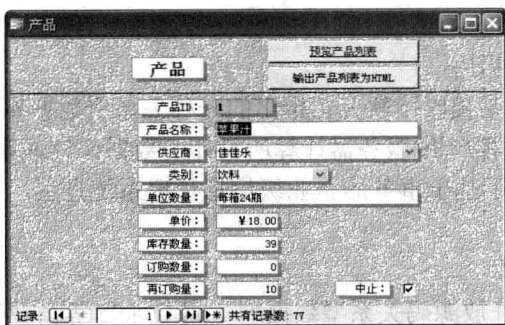 产品
预览产品列表
产品
输出产品列表为HTML
产品ID： 1
产品名称： 苹果汁
供应商： 佳佳乐
类别： 饮料
单位数量： 每箱24瓶
单价： ￥18.00
库存数量： 39
订购数量： 0
再订购量： 10 中止：
记录： 1 共有记录数：77